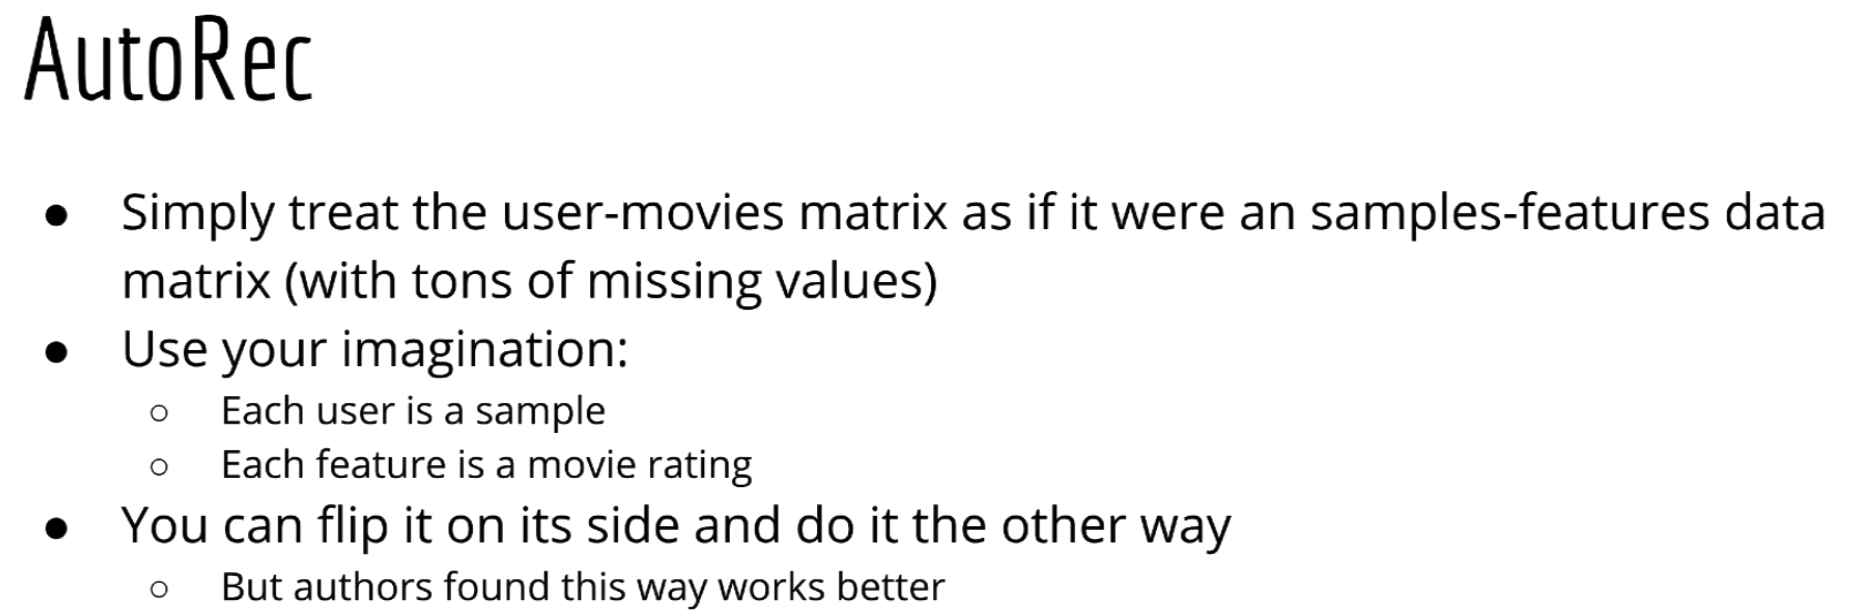 AutoRec
● Simply treat the user-movies matrix as if it were an samples-features data
matrix (with tons of missing values)
● Use your imagination:
○ Each user is a sample
○ Each feature is a movie rating
● You can flip it on its side and do it the other way
○ But authors found this way works better